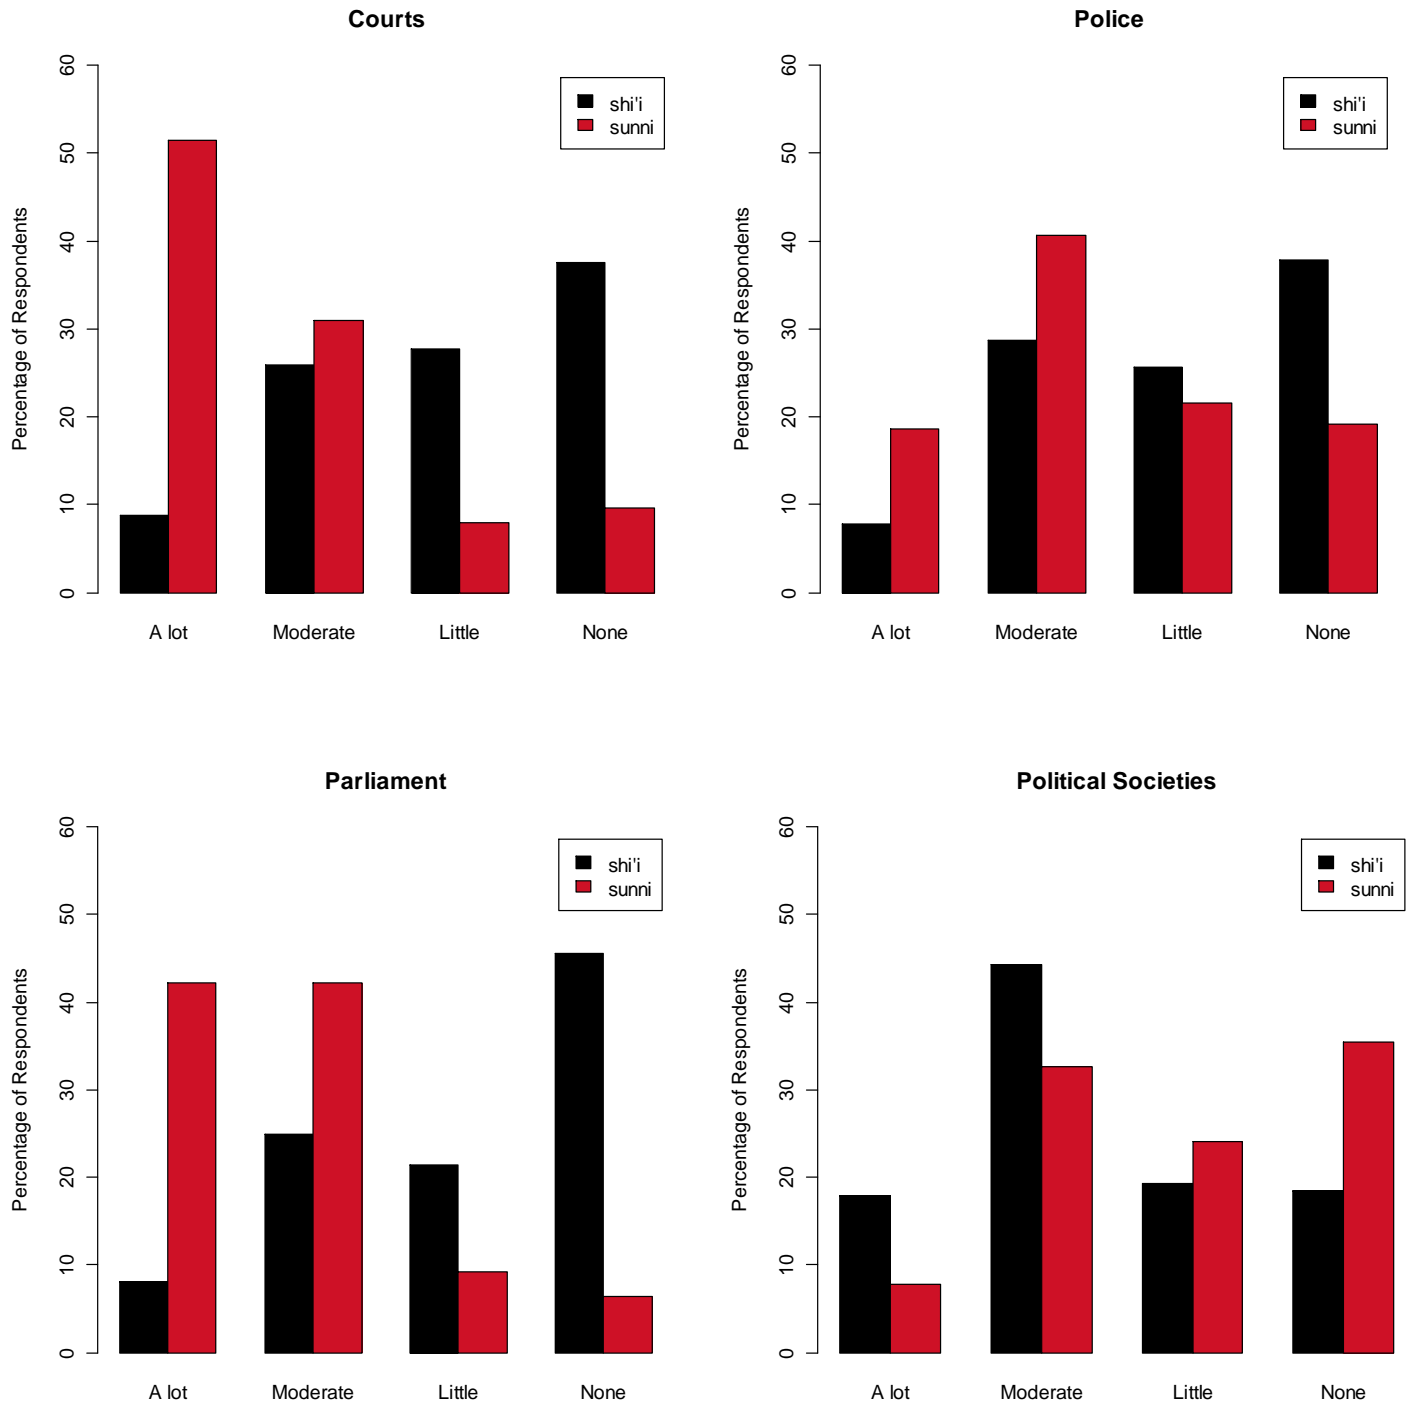 Courts
Percentage of Respondents
60
50
40
30
20
10
0
shi'i
sunni
A lot Moderate Little None
Police
Percentage of Respondents
60
50
40
30
20
10
0
shi'i
sunni
A lot Moderate Little None
Parliament
Percentage of Respondents
60
50
40
30
20
10
0
shi'i
sunni
A lot Moderate Little None
Political Societies
Percentage of Respondents
60
50
40
30
20
10
0
shi'i
sunni
A lot Moderate Little None